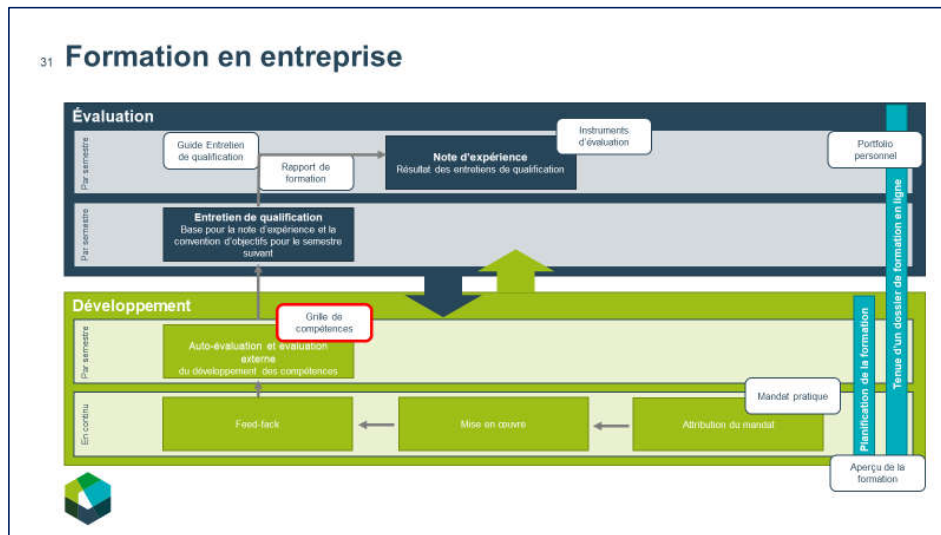 31 Formation en entreprise
Évaluation
Par semestre
Guide Entretien
de qualification
Rapport de
formation
Note d'expérience
Résultat des entretiens de qualification
Instruments
d'évaluation
Portfolio
personnel
Par semestre
Entretien de qualification
Base pour la note d'expérience et la
convention d'objectifs pour le semestre
suivant
Développement
Par semestre
Grille de
compétences
Auto-évaluation et évaluation
externe
du développement des compétences
En continu
Feed-fack
Mise en œuvre
Attribution du mandat
Mandat pratique
Planification de la formation
Tenue d'un dossier de formation en ligne
Aperçu de la
formation